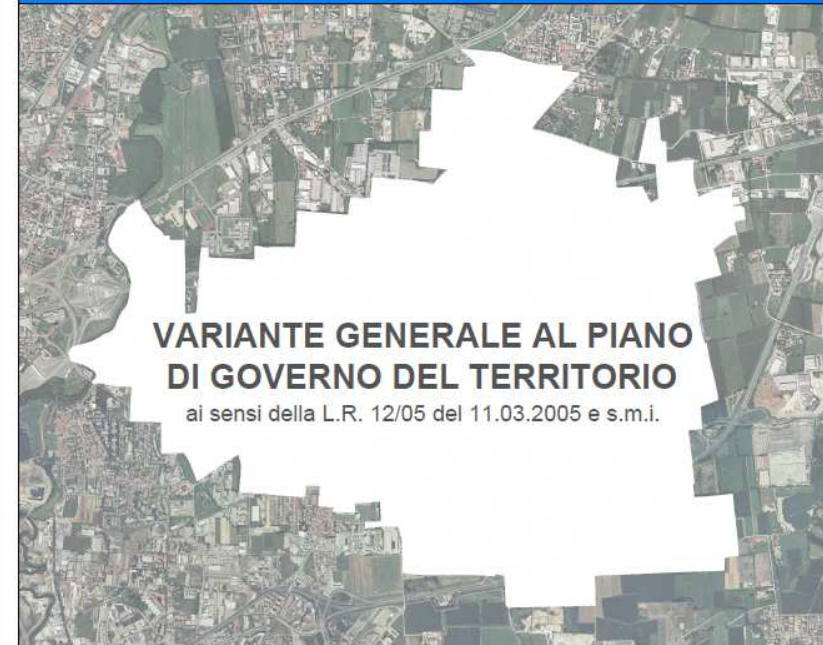 VARIANTE GENERALE AL PIANO
DI GOVERNO DEL TERRITORIO
ai sensi della L.R. 12/05 del 11.03.2005 e s.m.i.